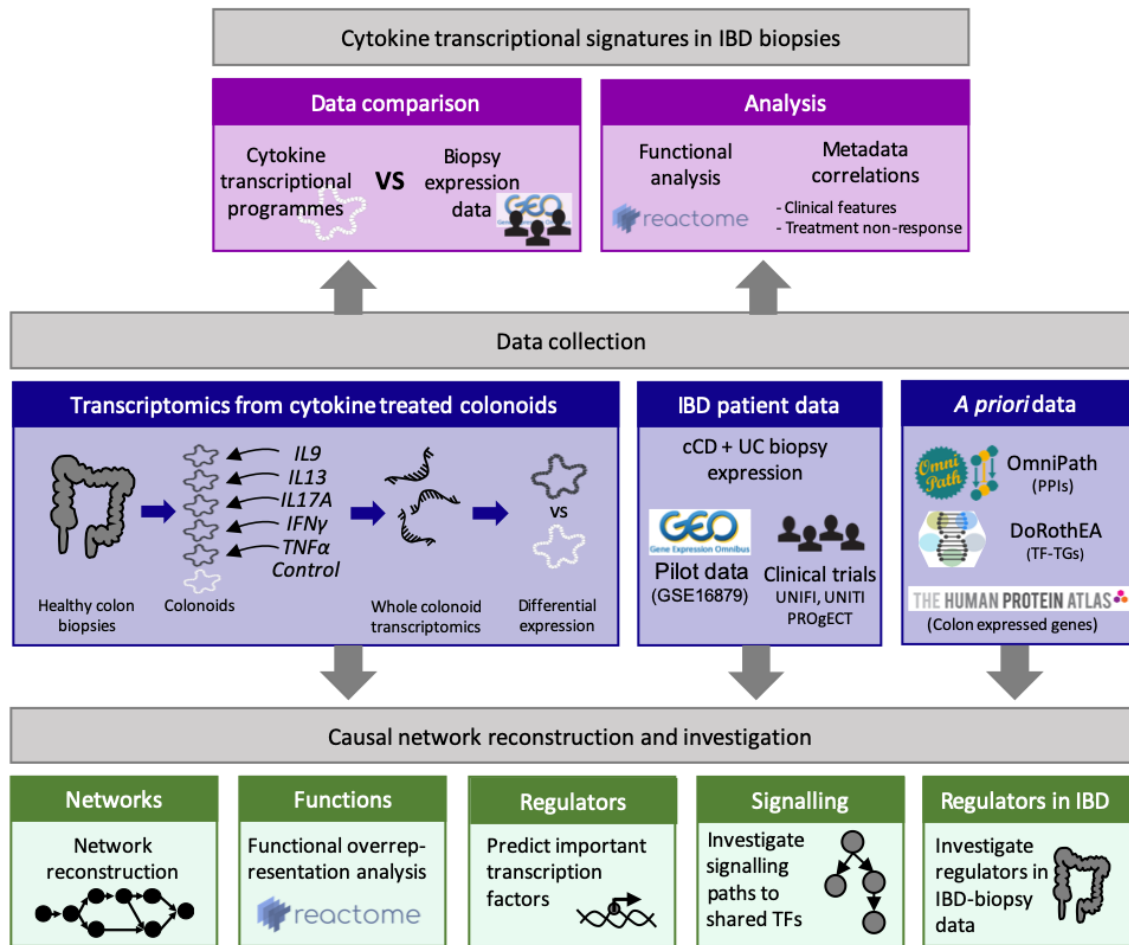 Cytokine transcriptional signatures in IBD biopsies
Data comparison
Cytokine
transcriptional
programmes
VS
Biopsy
expression
data
GEO
Analysis
Functional
analysis
reactome
Metadada
correlations
- Clinical features
- Treatment non-response
Data collection
Transcriptomics from cytokine treated colonoids
IL9
IL13
IL17A
IFNγ
TNFα
Control
vs
Healthy colon
biopsies
Colonoids
Whole colonoid
transcriptomics
Differential
expression
IBD patient data
cCD + UC biopsy
expression
GEO
Gene Expression Omnibus
Pilot data
(GSE16879)
Clinical trials
UNIFI, UNITI
PROgECT
A priori data
Omni
Path
OmniPath
(PPIs)
DoRothEA
(TF-TGs)
THE HUMAN PROTEIN ATLAS
(Colon expressed genes)
Causal network reconstruction and investigation
Networks
Network
reconstruction
Functions
Functional overrep-
resentation analysis
reactome
Regulators
Predict important
transcription
factors
Signalling
Investigate
signalling
paths to
shared TFs
Regulators in IBD
Investigate
regulators in
IBD-biopsy
data